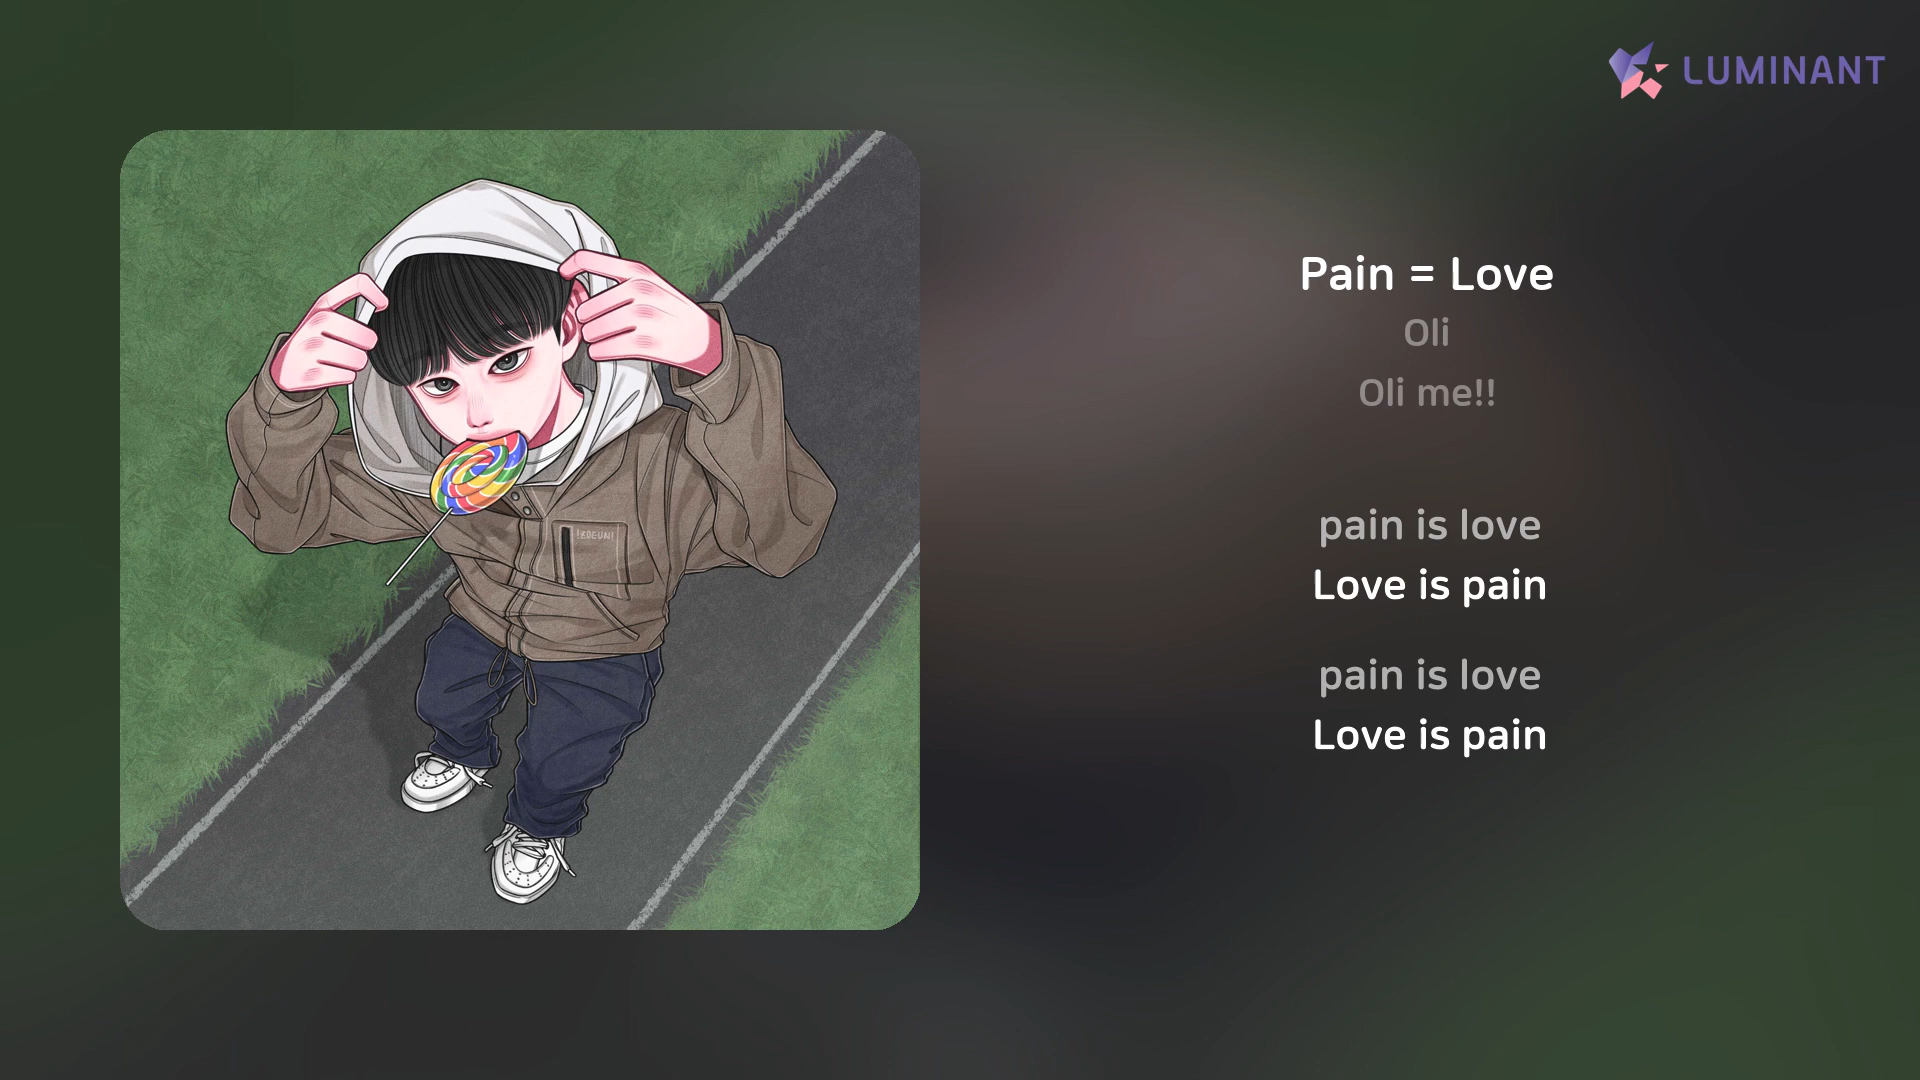 LUMINANT
Pain = Love
Oli
Oli me!!
pain is love
Love is pain
pain is love
Love is pain